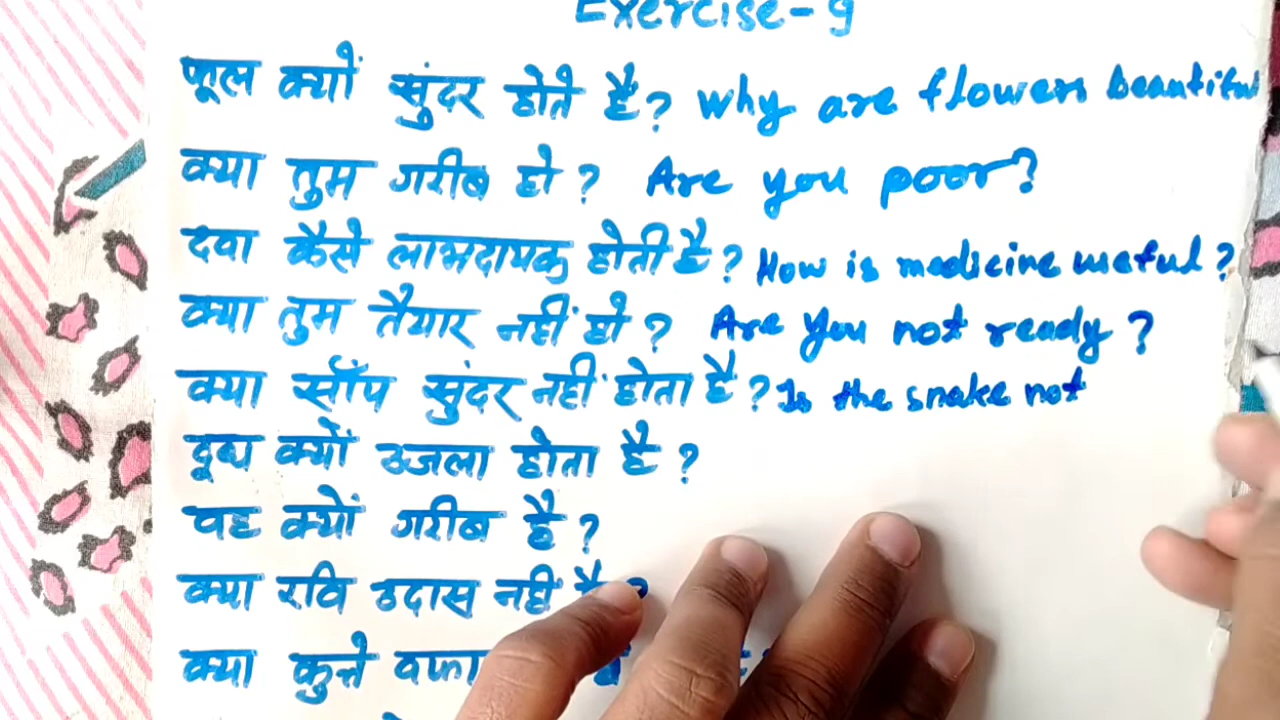 Exercise-9
फूल क्यों सुंदर होते है? Why are flowers beautiful
क्या तुम गरीब हो? Are you poor?
दवा कैसे लाभदायक होती है? How is medicine useful?
क्या तुम तैयार नहीं हो? Are you not ready?
क्या साँप सुंदर नहीं होता है? Is the snake not
दूध क्यों उजला होता है?
वह क्यों गरीब है?
क्या रवि उदास नहीं है?
क्या कुत्ते